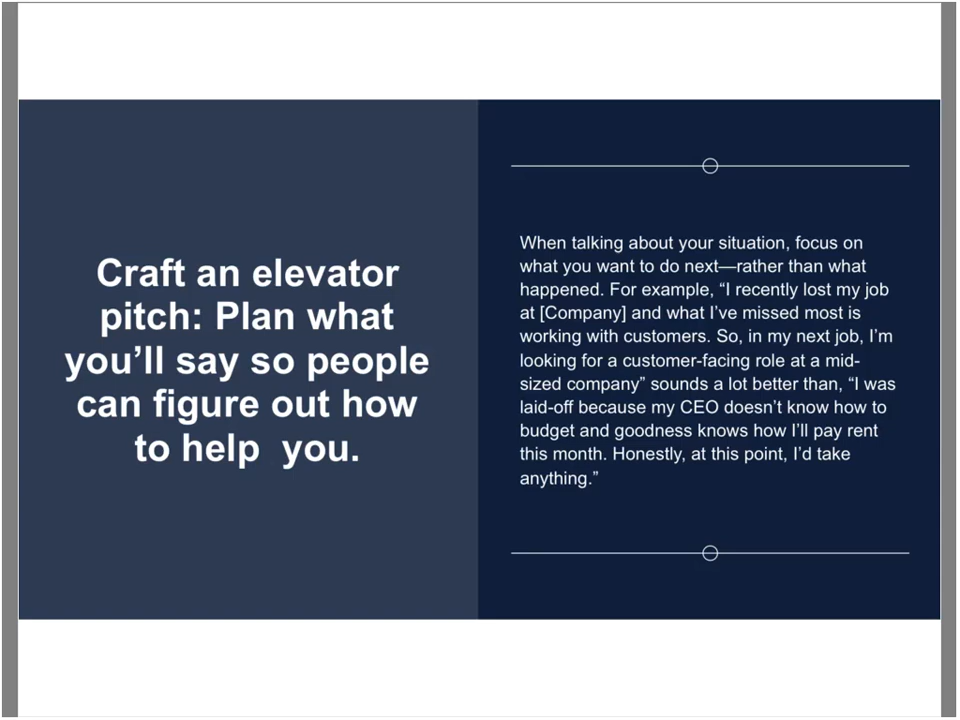 Craft an elevator
pitch: Plan what
you’ll say so people
can figure out how
to help  you.
When talking about your situation, focus on
what you want to do next—rather than what
happened. For example, “I recently lost my job
at [Company] and what I’ve missed most is
working with customers. So, in my next job, I’m
looking for a customer-facing role at a mid-
sized company” sounds a lot better than, “I was
laid-off because my CEO doesn’t know how to
budget and goodness knows how I’ll pay rent
this month. Honestly, at this point, I’d take
anything.”